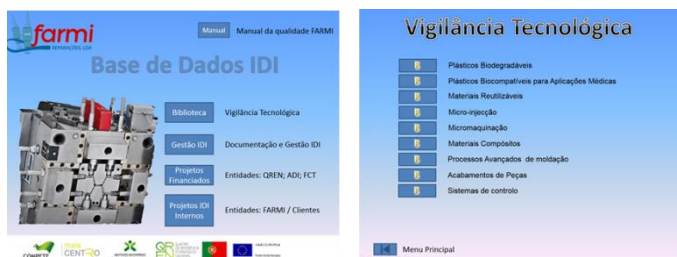 farmi
REPARAÇÕES, LDA
Manual
Manual da qualidade FARMI
Base de Dados IDI
Biblioteca
Vigilância Tecnológica
Gestão IDI
Documentação e Gestão IDI
Projetos
Financiados
Entidades: QREN; ADI; FCT
Projetos IDI
Internos
Entidades: FARMI / Clientes
COMPETE
mais
CENTRO
QR
Vigilância Tecnológica
Plásticos Biodegradáveis
Plásticos Biocompatíveis para Aplicações Médicas
Materiais Reutilizáveis
Micro-injecção
Micromaquinação
Materiais Compósitos
Processos Avançados de moldação
Acabamentos de Peças
Sistemas de controlo
Menu Principal